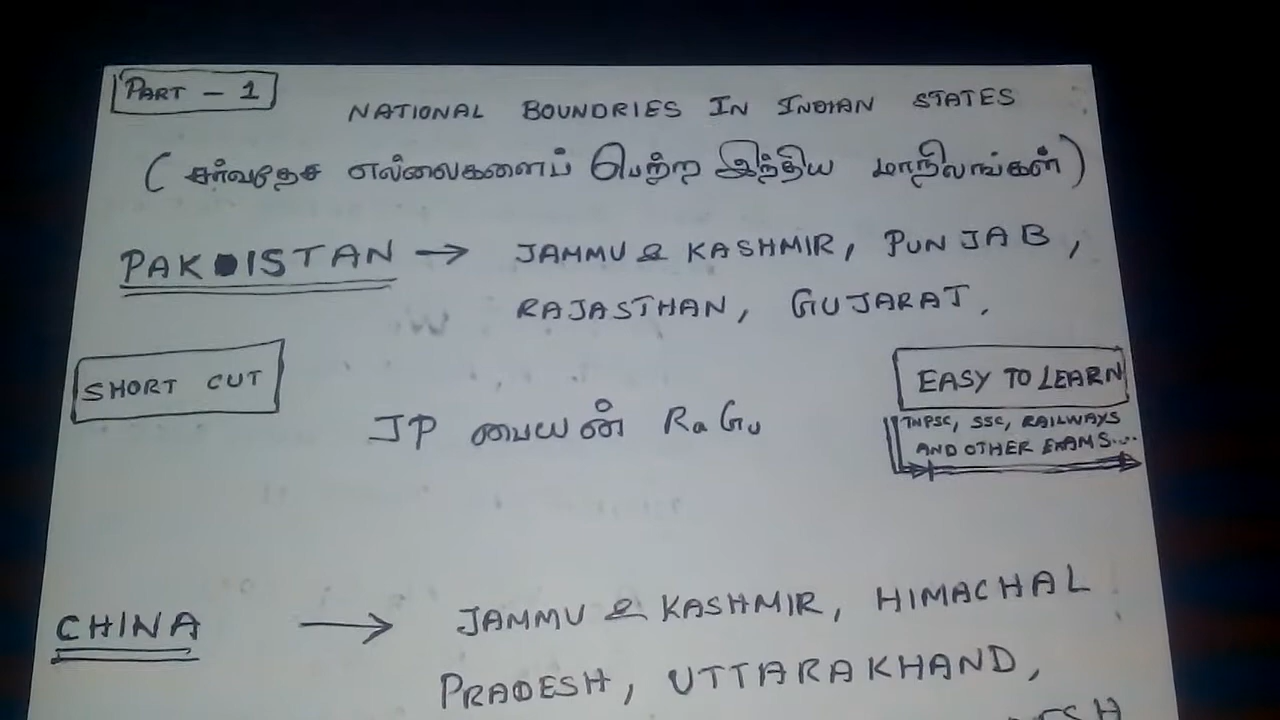 PART - 1
NATIONAL BOUNDRIES IN INDIAN STATES
(சர்வதேச எல்லைகளைப் பெற்ற இந்திய மாநிலங்கள்)
PAKISTAN → JAMMU & KASHMIR, PUNJAB,
RAJASTHAN, GUJARAT.
SHORT CUT
JP பையன் RaGu
EASY TO LEARN
TNPSC, SSC, RAILWAYS
AND OTHER EXAMS....
CHINA → JAMMU & KASHMIR, HIMACHAL
PRADESH, UTTARAKHAND,